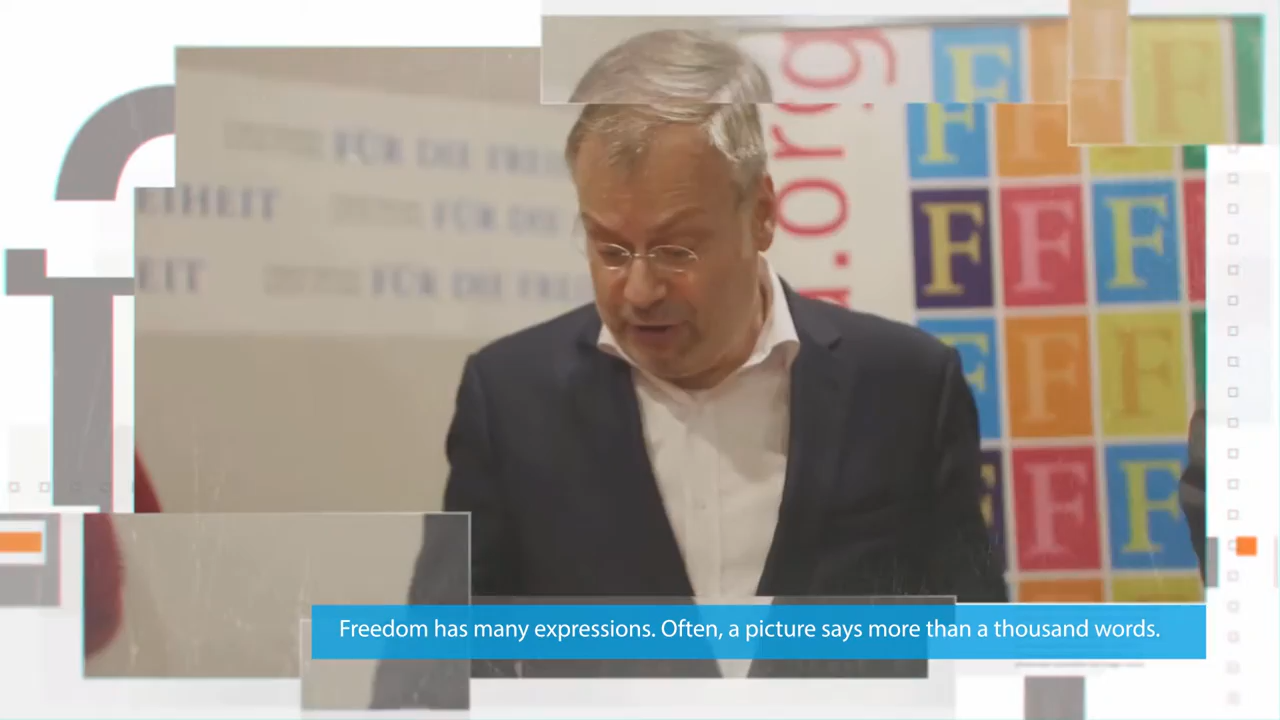 f
FÜR DIE FREI
EIHEIT FÜR DIE
EIT FÜR DIE FREI
.org
F F F
F F F
F F F
F F F
F F F
Freedom has many expressions. Often, a picture says more than a thousand words.